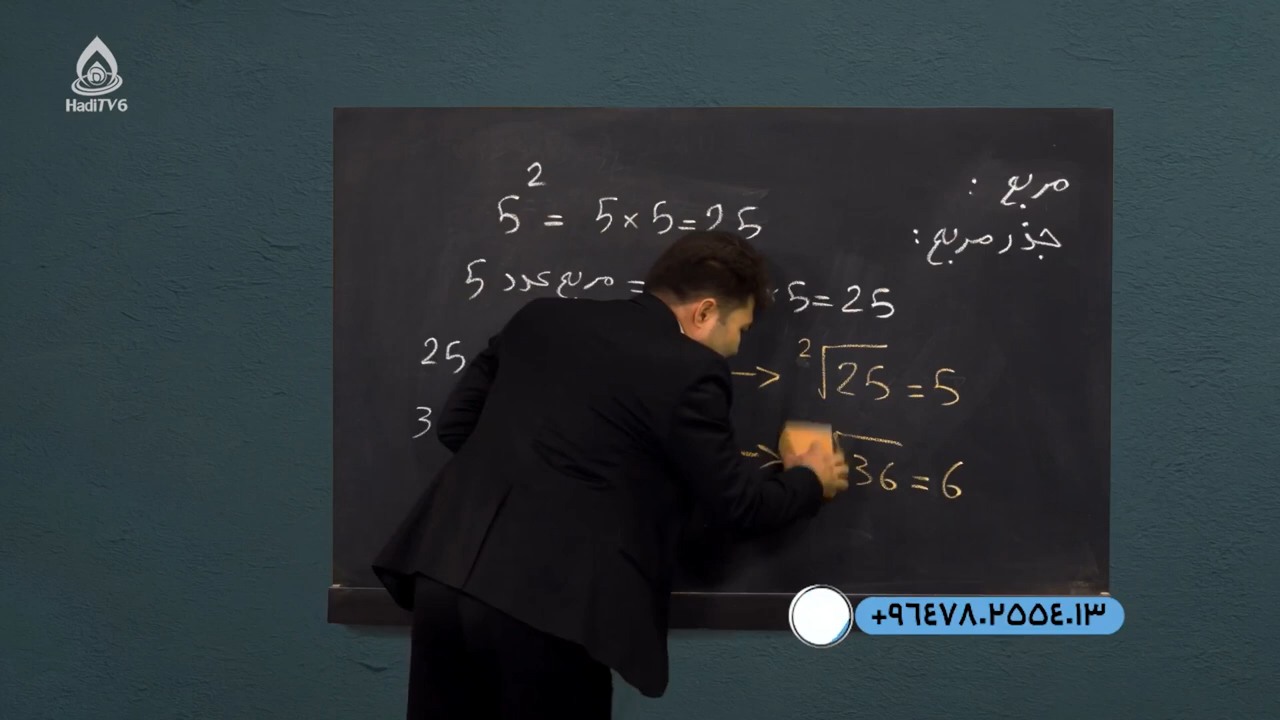 HadiTV6
مربع :
جذر مربع :
5² = 5×5=25
5 مربع عدد = ×5=25
25 → ²√25 = 5
3 → √36 = 6
+٩٦٤٧٨٠٢٥٥٤٠١٣